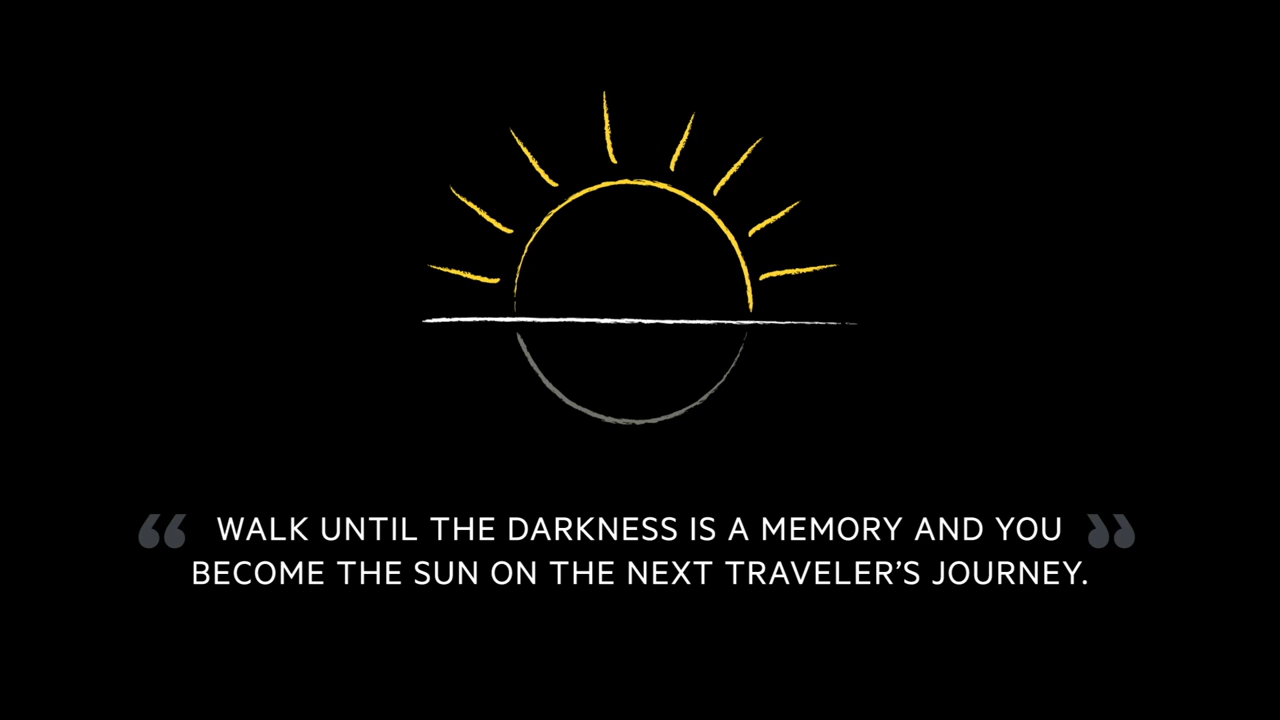 “ WALK UNTIL THE DARKNESS IS A MEMORY AND YOU ”
BECOME THE SUN ON THE NEXT TRAVELER’S JOURNEY.